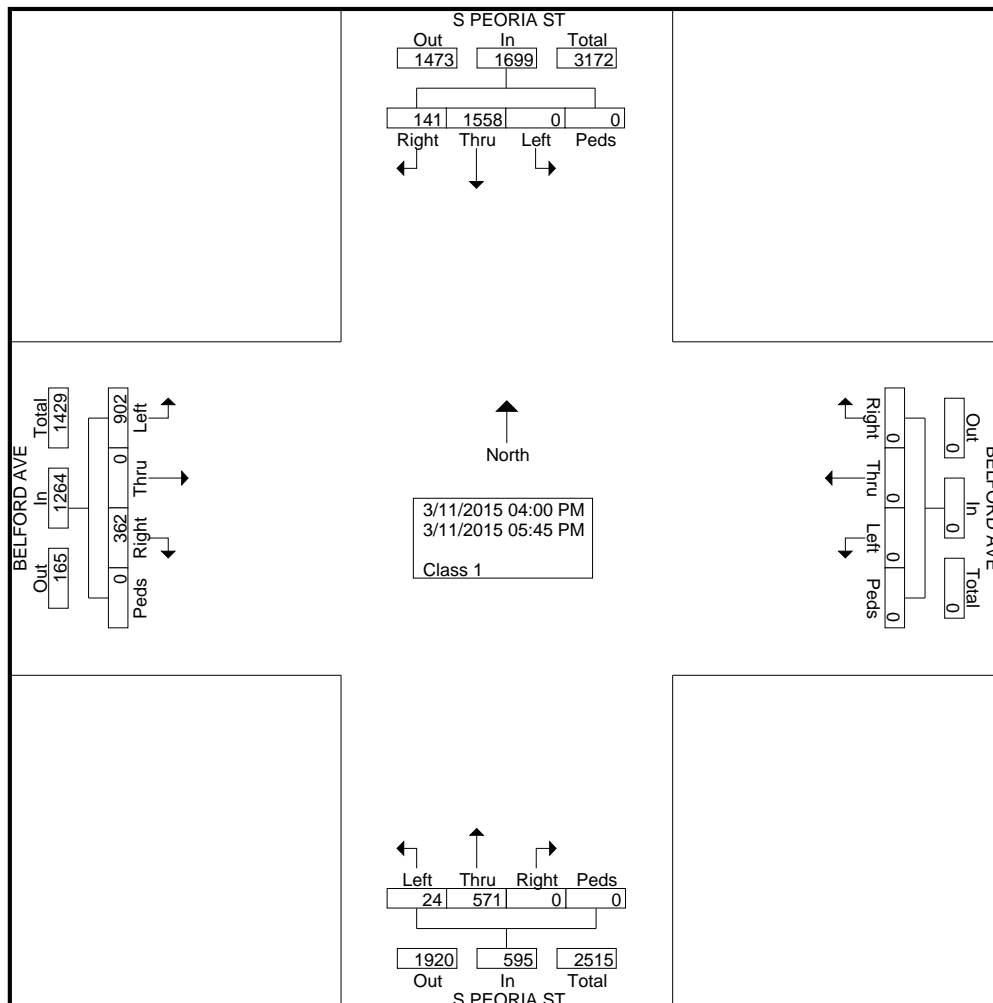 S PEORIA ST
Out In Total
1473 1699 3172
141 1558 0 0
Right Thru Left Peds
BELFORD AVE
Total In Out
1429 1264 165
902 0 362 0
Left Thru Right Peds
North
3/11/2015 04:00 PM
3/11/2015 05:45 PM
Class 1
Right Thru Left Peds
0 0 0 0
Out In Total
0 0 0
BELFORD AVE
Left Thru Right Peds
24 571 0 0
1920 595 2515
Out In Total
S PEORIA ST